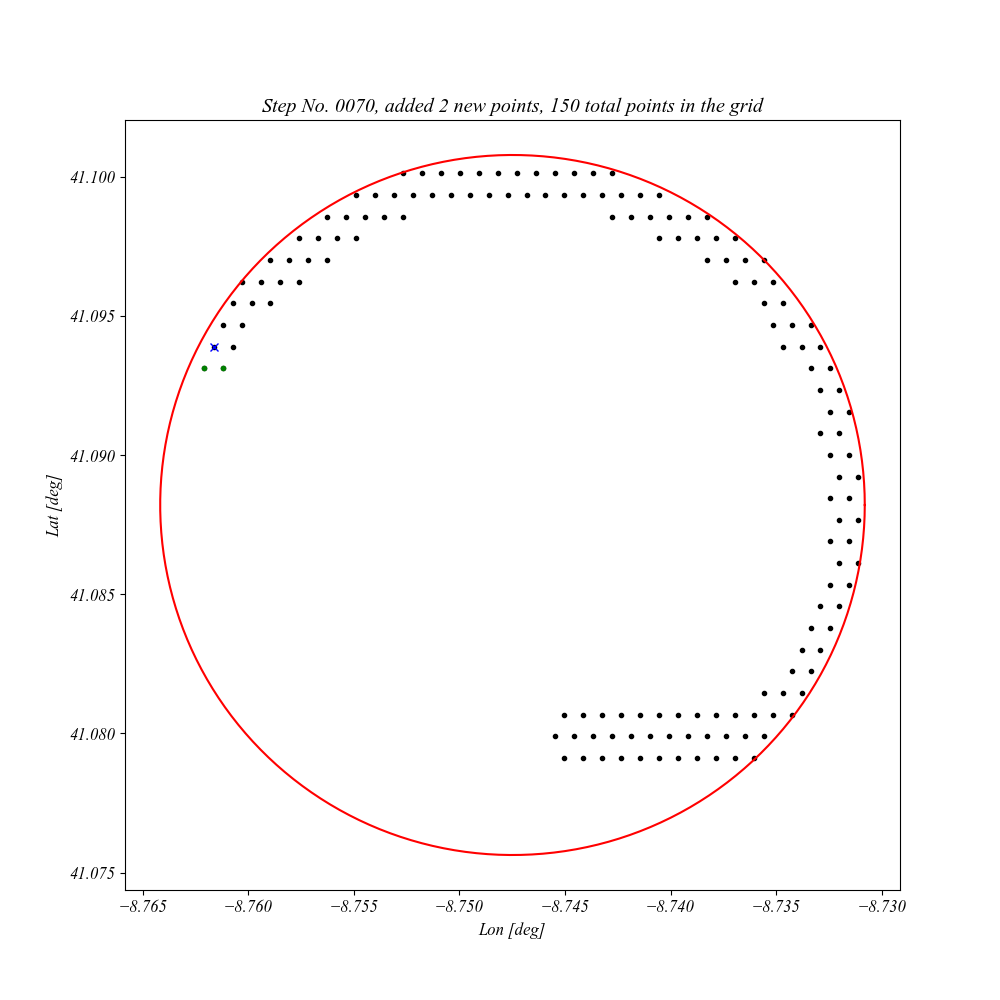 Step No. 0070, added 2 new points, 150 total points in the grid
41.100
41.095
41.090
41.085
41.080
41.075
Lat [deg]
−8.765 −8.760 −8.755 −8.750 −8.745 −8.740 −8.735 −8.730
Lon [deg]